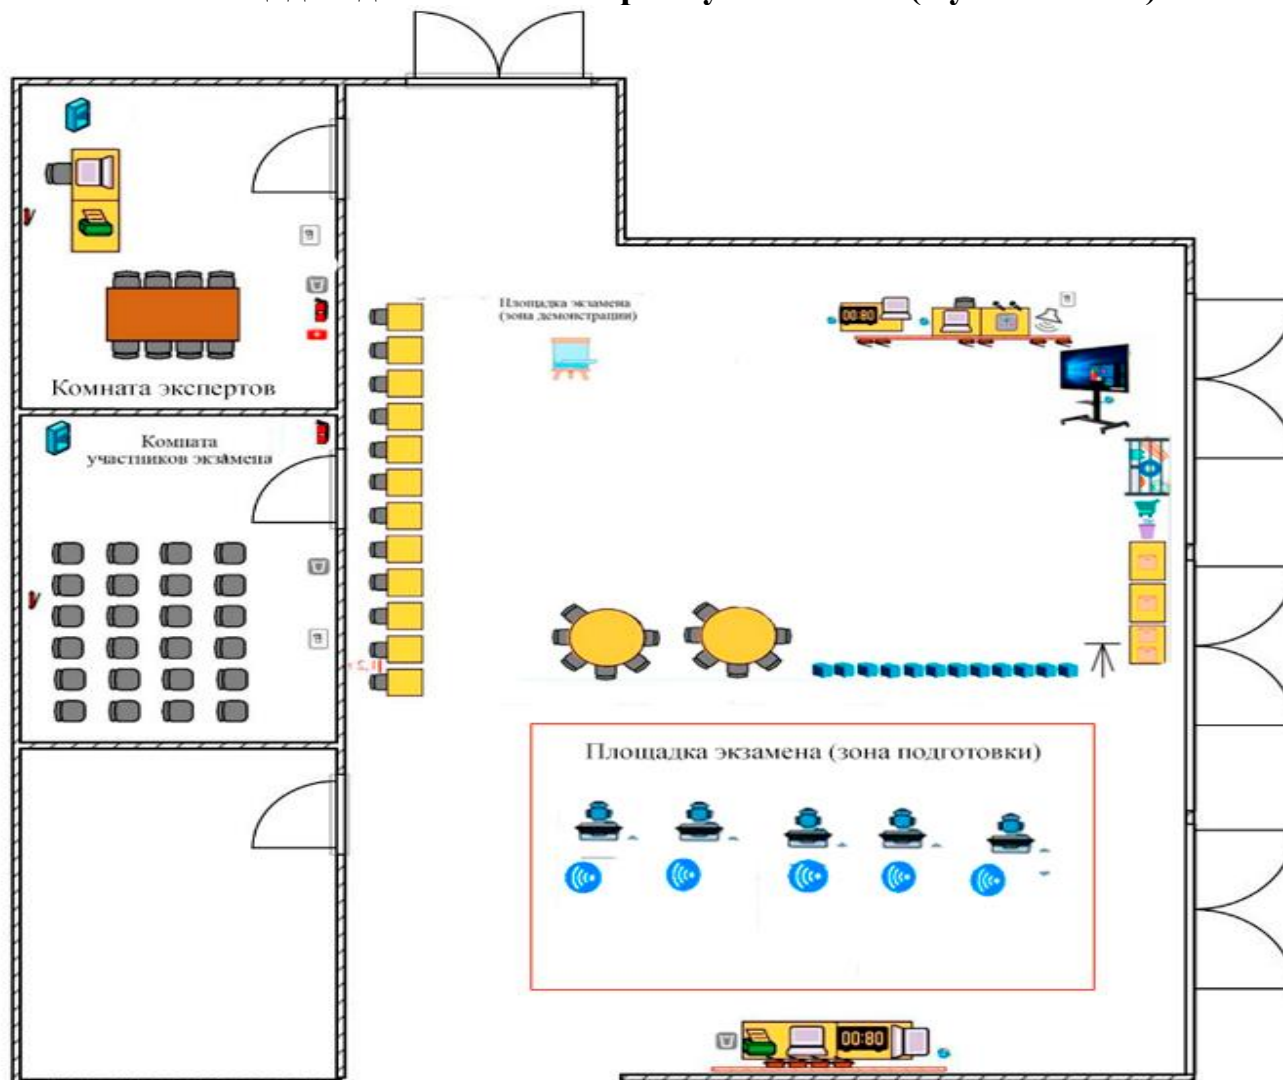 Площадка экзамена
(зона демонстрации)
00:80
Комната экспертов
Комната
участников экзамена
Площадка экзамена (зона подготовки)
00:80